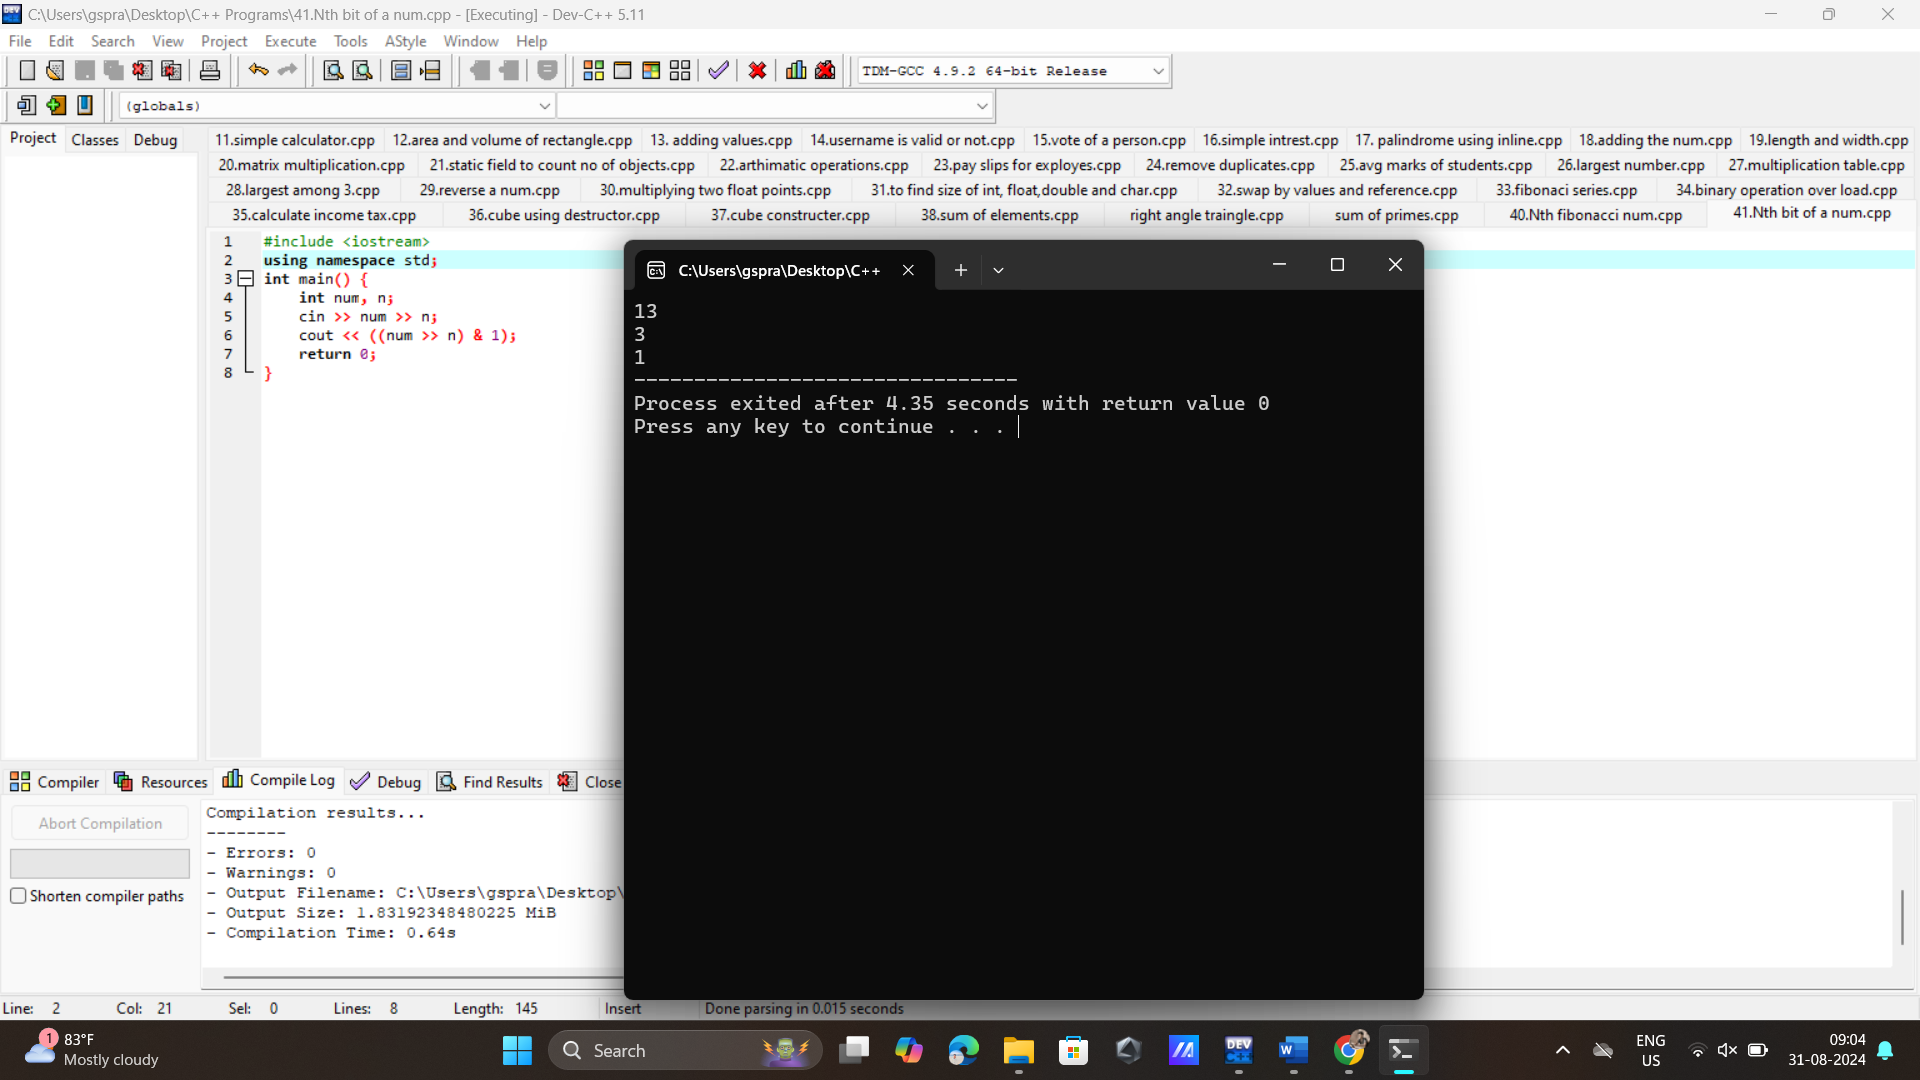 C:\Users\gspra\Desktop\C++ Programs\41.Nth bit of a num.cpp - [Executing] - Dev-C++ 5.11
File Edit Search View Project Execute Tools AStyle Window Help
TDM-GCC 4.9.2 64-bit Release
(globals)
Project Classes Debug
11.simple calculator.cpp 12.area and volume of rectangle.cpp 13. adding values.cpp 14.username is valid or not.cpp 15.vote of a person.cpp 16.simple intrest.cpp 17. palindrome using inline.cpp 18.adding the num.cpp 19.length and width.cpp
20.matrix multiplication.cpp 21.static field to count no of objects.cpp 22.arthimatic operations.cpp 23.pay slips for exployes.cpp 24.remove duplicates.cpp 25.avg marks of students.cpp 26.largest number.cpp 27.multiplication table.cpp
28.largest among 3.cpp 29.reverse a num.cpp 30.multiplying two float points.cpp 31.to find size of int, float,double and char.cpp 32.swap by values and reference.cpp 33.fibonaci series.cpp 34.binary operation over load.cpp
35.calculate income tax.cpp 36.cube using destructor.cpp 37.cube constructer.cpp 38.sum of elements.cpp right angle traingle.cpp sum of primes.cpp 40.Nth fibonacci num.cpp 41.Nth bit of a num.cpp
1 #include <iostream>
2 using namespace std;
3 int main() {
4 int num, n;
5 cin >> num >> n;
6 cout << ((num >> n) & 1);
7 return 0;
8 }
C:\Users\gspra\Desktop\C++
13
3
1
--------------------------------
Process exited after 4.35 seconds with return value 0
Press any key to continue . . .
Compiler Resources Compile Log Debug Find Results Close
Abort Compilation
Shorten compiler paths
Compilation results...
--------
- Errors: 0
- Warnings: 0
- Output Filename: C:\Users\gspra\Desktop\
- Output Size: 1.83192348480225 MiB
- Compilation Time: 0.64s
Line: 2 Col: 21 Sel: 0 Lines: 8 Length: 145 Insert Done parsing in 0.015 seconds
1
83°F
Mostly cloudy
Search
DEV
W
ENG
US
09:04
31-08-2024